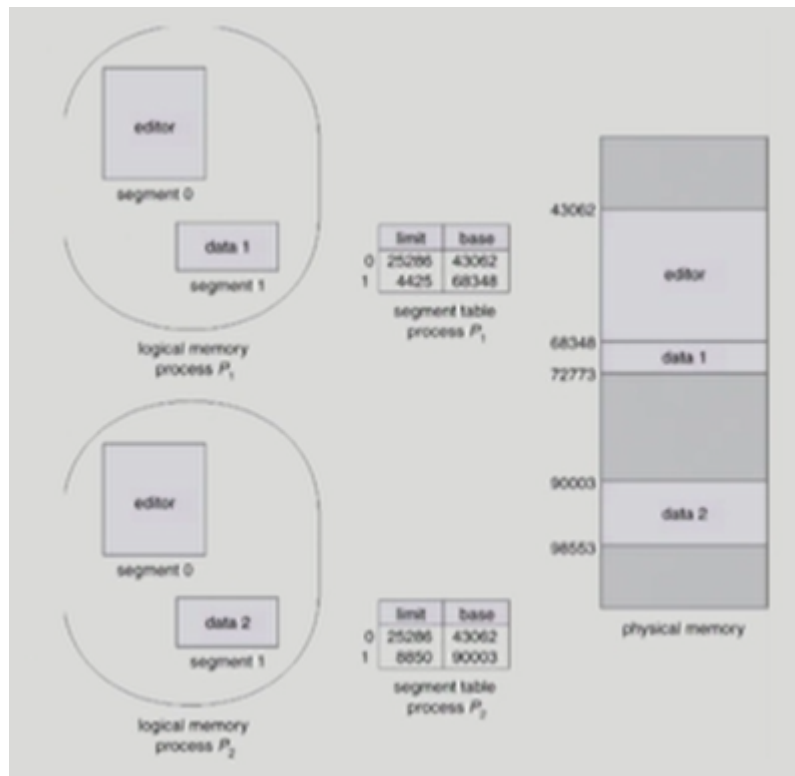 editor
segment 0
data 1
segment 1
logical memory
process P1
limit base
0 25286 43062
1 4425 68348
segment table
process P1
editor
segment 0
data 2
segment 1
logical memory
process P2
limit base
0 25286 43062
1 8850 90003
segment table
process P2
43062
editor
68348
data 1
72773
90003
data 2
98553
physical memory